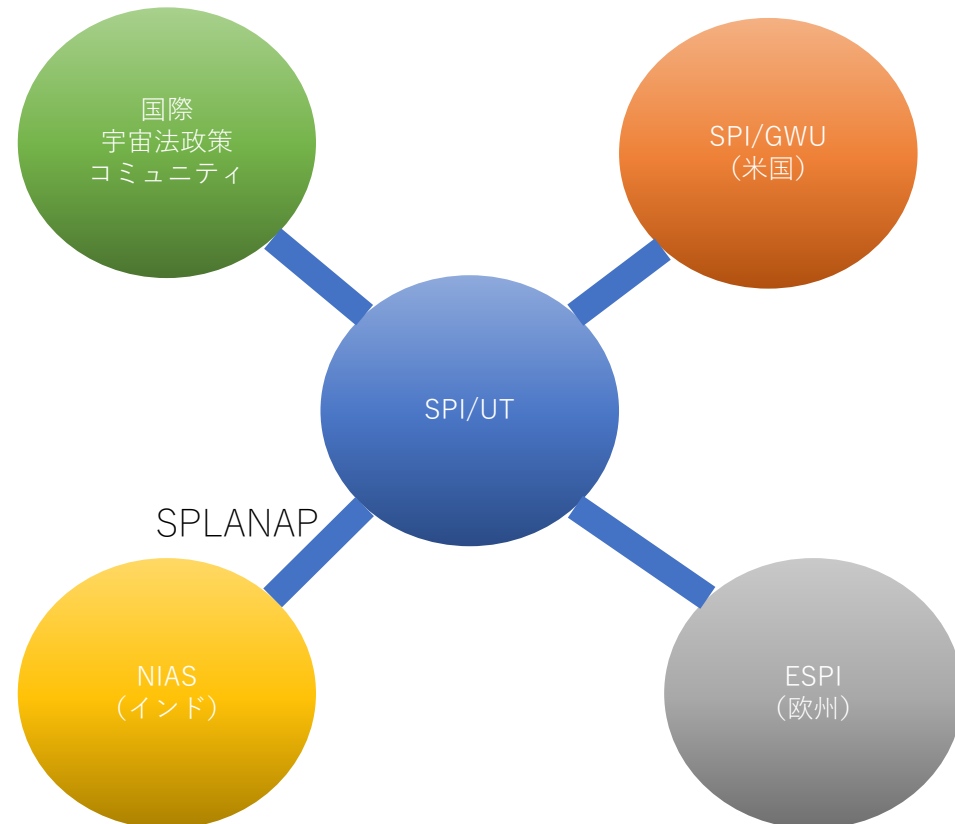 国際
宇宙法政策
コミュニティ
SPI/GWU
（米国）
SPI/UT
SPLANAP
NIAS
（インド）
ESPI
（欧州）